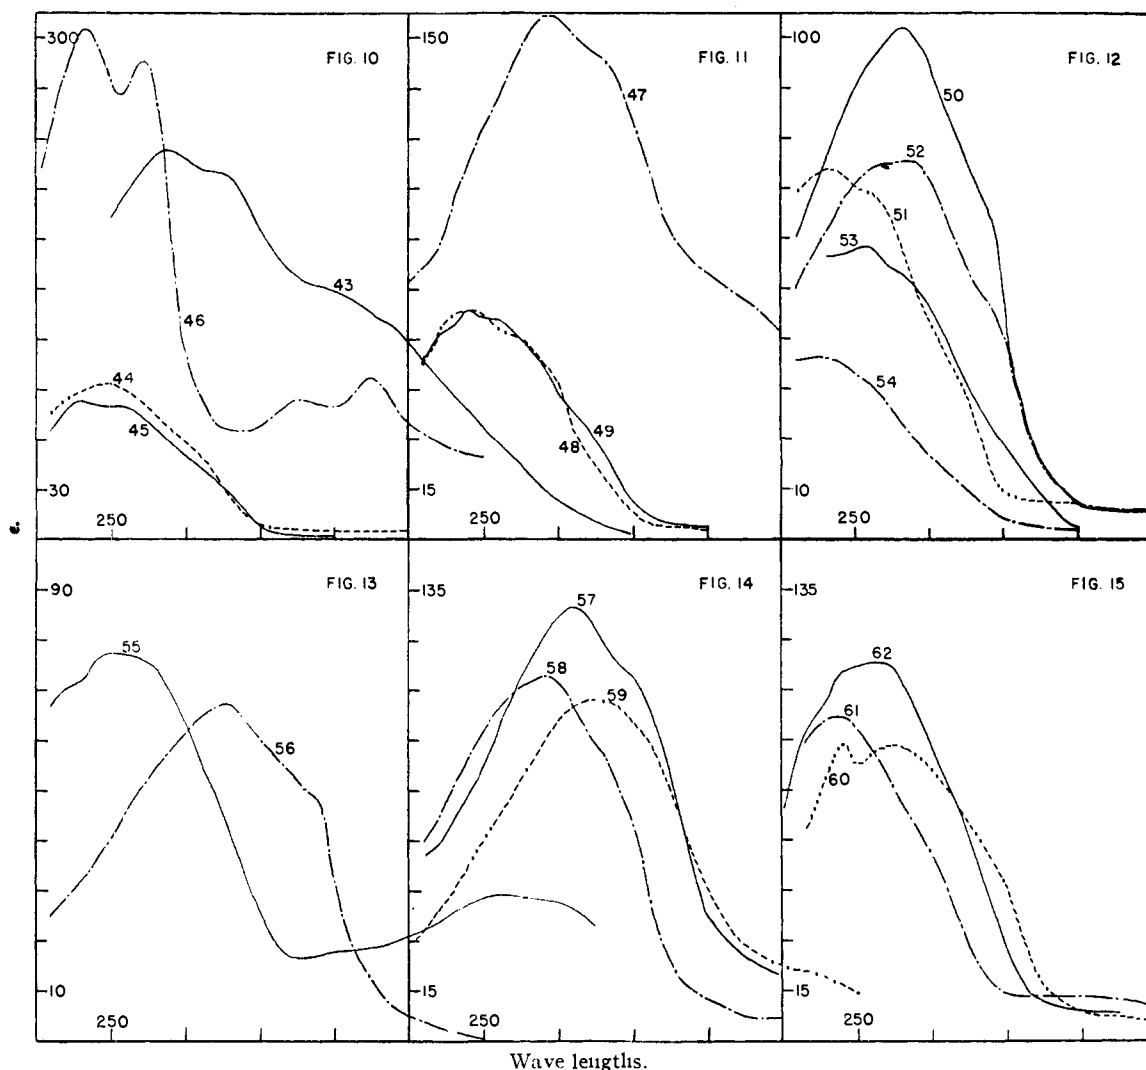 300 FIG. 10 150 FIG. 11 100 FIG. 12
43 44 45 46 47 48 49 50 51 52 53 54
30 15 10
250 250 250
e.
90 FIG. 13 135 FIG. 14 135 FIG. 15
55 56 57 58 59 60 61 62
10 15 15
250 250 250
Wave lengths.